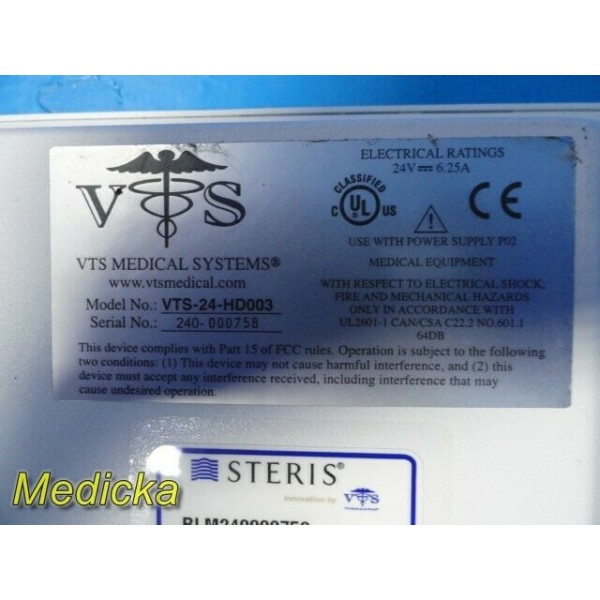 VTS
VTS MEDICAL SYSTEMS®
www.vtsmedical.com
Model No.: VTS-24-HD003
Serial No.: 240-000758
ELECTRICAL RATINGS
24V 6.25A
CLASSIFIED
C UL US
CE
USE WITH POWER SUPPLY P02
MEDICAL EQUIPMENT
WITH RESPECT TO ELECTRICAL SHOCK,
FIRE AND MECHANICAL HAZARDS
ONLY IN ACCORDANCE WITH
UL2601-1 CAN/CSA C22.2 NO.601.1
64DB
This device complies with Part 15 of FCC rules. Operation is subject to the following
two conditions: (1) This device may not cause harmful interference, and (2) this
device must accept any interference received, including interference that may
cause undesired operation.
STERIS®
innovation by VTS
Medicka